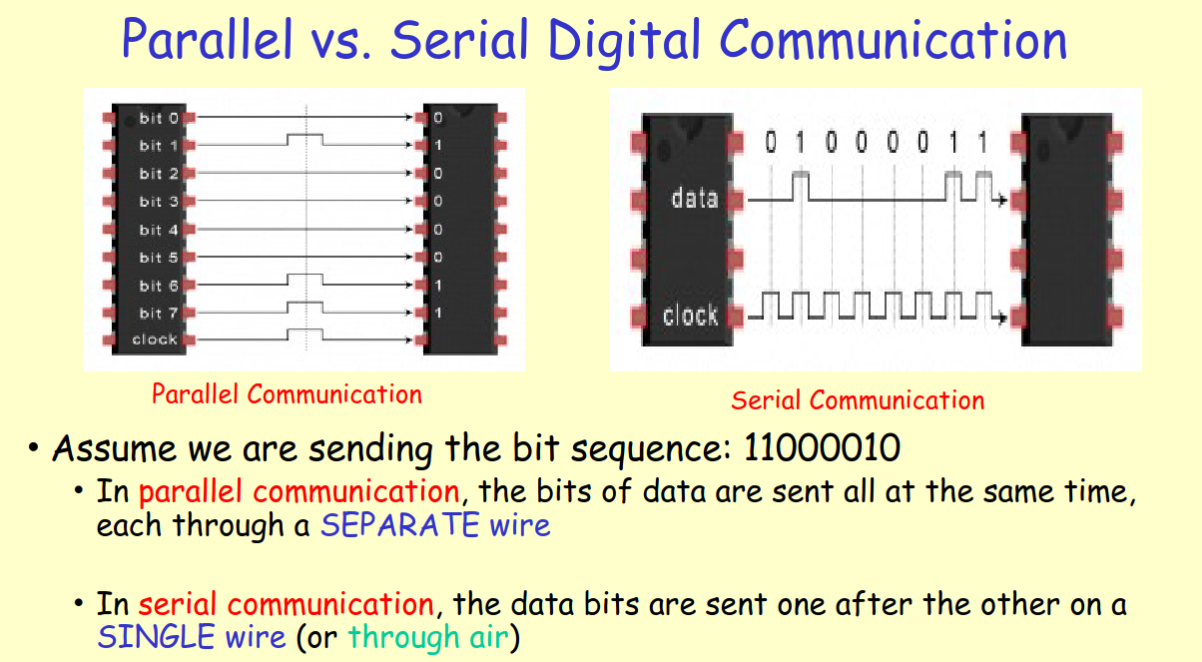 Parallel vs. Serial Digital Communication
bit 0
0
bit 1
1
bit 2
0
bit 3
0
bit 4
0
bit 5
0
bit 6
1
bit 7
1
clock
Parallel Communication
0 1 0 0 0 0 1 1
data
clock
Serial Communication
• Assume we are sending the bit sequence: 11000010
• In parallel communication, the bits of data are sent all at the same time,
each through a SEPARATE wire
• In serial communication, the data bits are sent one after the other on a
SINGLE wire (or through air)